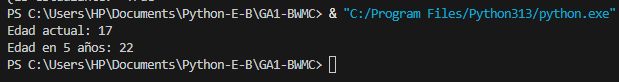 PS C:\Users\HP\Documents\Python-E-B\GA1-BWMC> & "C:/Program Files/Python313/python.exe"
Edad actual: 17
Edad en 5 años: 22
PS C:\Users\HP\Documents\Python-E-B\GA1-BWMC>